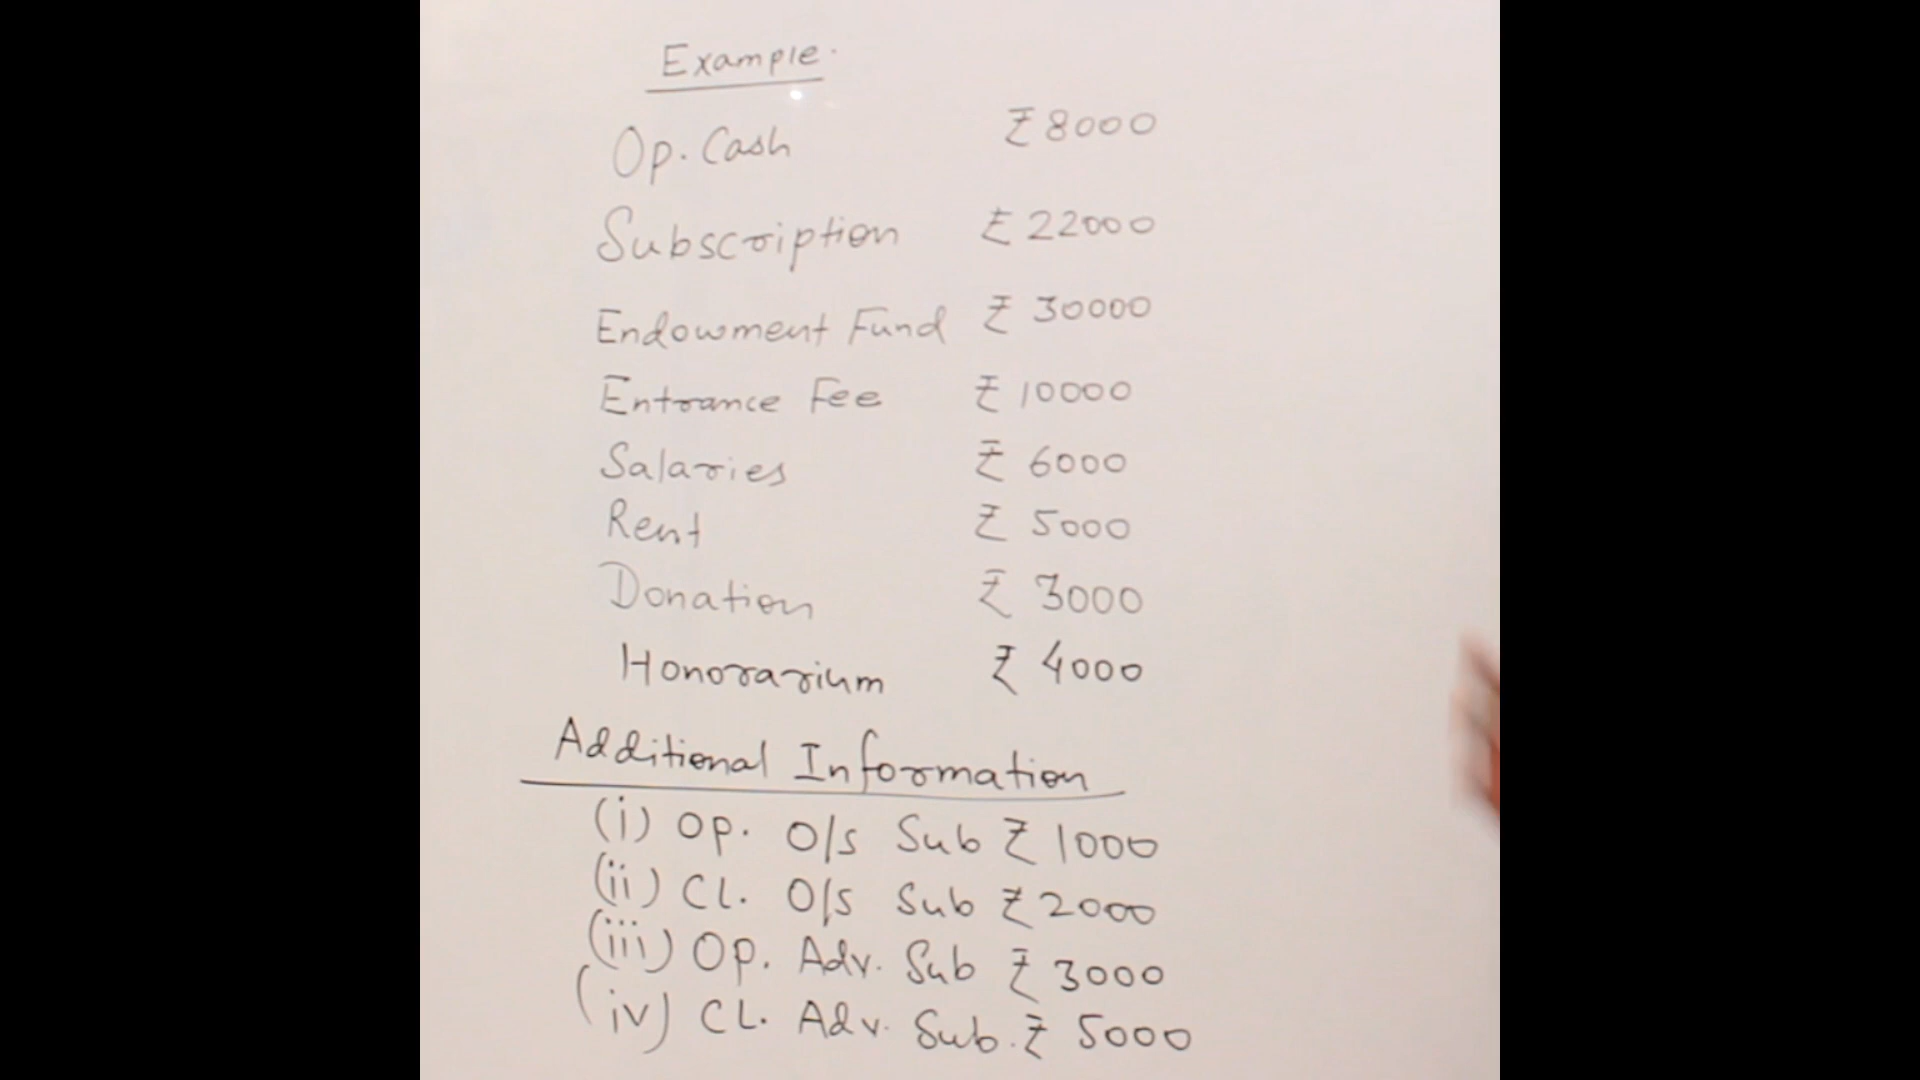 Example.
Op. Cash ₹ 8000
Subscription ₹ 22000
Endowment Fund ₹ 30000
Entrance Fee ₹ 10000
Salaries ₹ 6000
Rent ₹ 5000
Donation ₹ 3000
Honorarium ₹ 4000
Additional Information
(i) Op. O/s Sub ₹ 1000
(ii) CL. O/s Sub ₹ 2000
(iii) Op. Adv. Sub ₹ 3000
(iv) CL. Adv. Sub. ₹ 5000